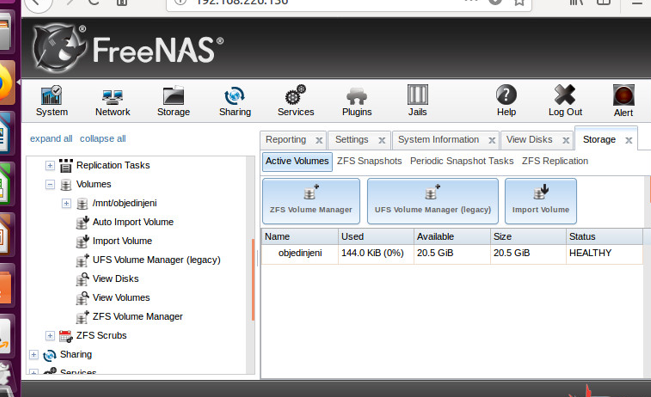 FreeNAS®
System Network Storage Sharing Services Plugins Jails Help Log Out Alert
expand all collapse all
Reporting Settings System Information View Disks Storage
Active Volumes ZFS Snapshots Periodic Snapshot Tasks ZFS Replication
ZFS Volume Manager UFS Volume Manager (legacy) Import Volume
Name Used Available Size Status
objedinjeni 144.0 KiB (0%) 20.5 GiB 20.5 GiB HEALTHY
Replication Tasks
Volumes
/mnt/objedinjeni
Auto Import Volume
Import Volume
UFS Volume Manager (legacy)
View Disks
View Volumes
ZFS Volume Manager
ZFS Scrubs
Sharing
Services